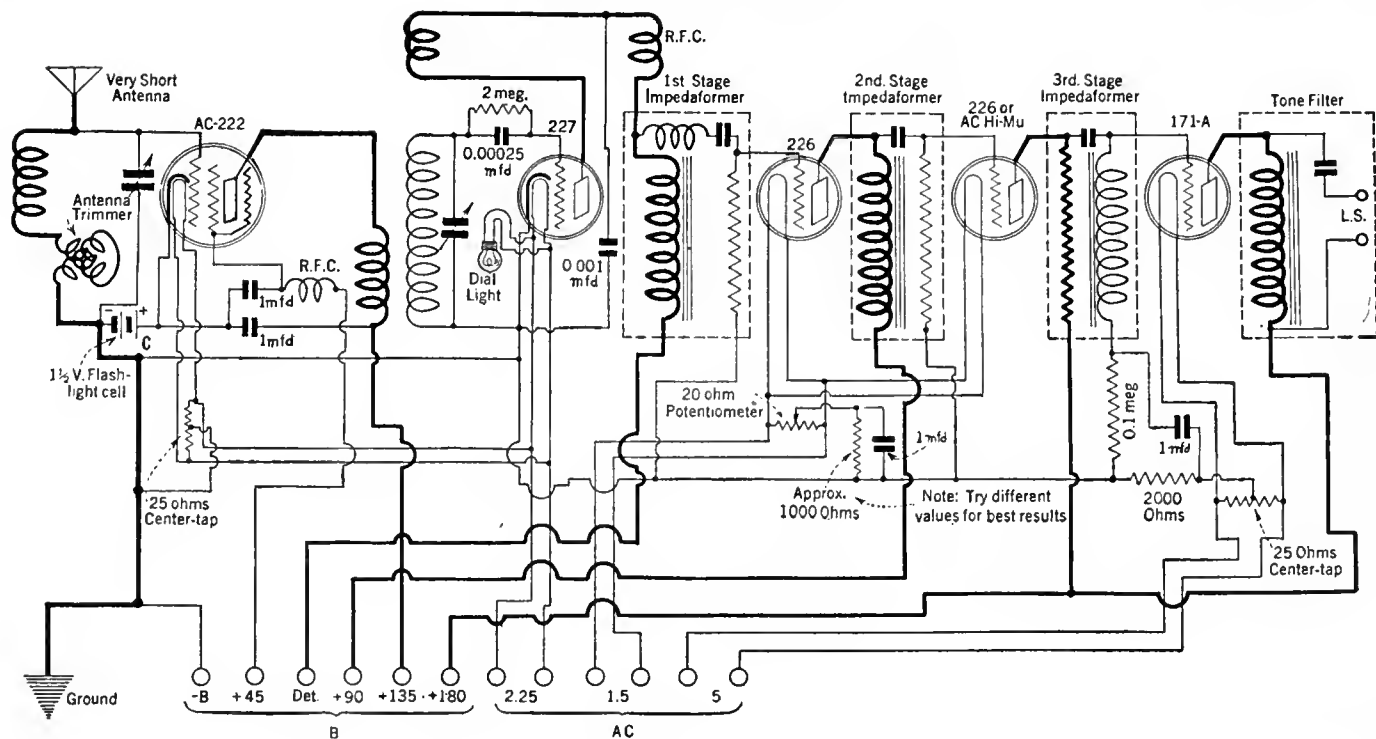 R.F.C.
Very Short
Antenna
1st Stage
Impedaformer
2nd. Stage
Impedaformer
226 or
AC Hi-Mu
3rd. Stage
Impedaformer
Tone Filter
AC-222
2 meg.
227
226
171-A
0.00025
mfd
Antenna
Trimmer
L.S.
R.F.C.
Dial
Light
0.001
mfd
1mfd
- +
1mfd
C
1½ V. Flash-
light cell
20 ohm
Potentiometer
0.1 meg
1 mfd
1 mfd
25 ohms
Center-tap
Approx.
1000 Ohms
Note: Try different
values for best results
2000
Ohms
25 Ohms
Center-tap
Ground
-B +45 Det. +90 +135 +180 2.25 1.5 5
B AC